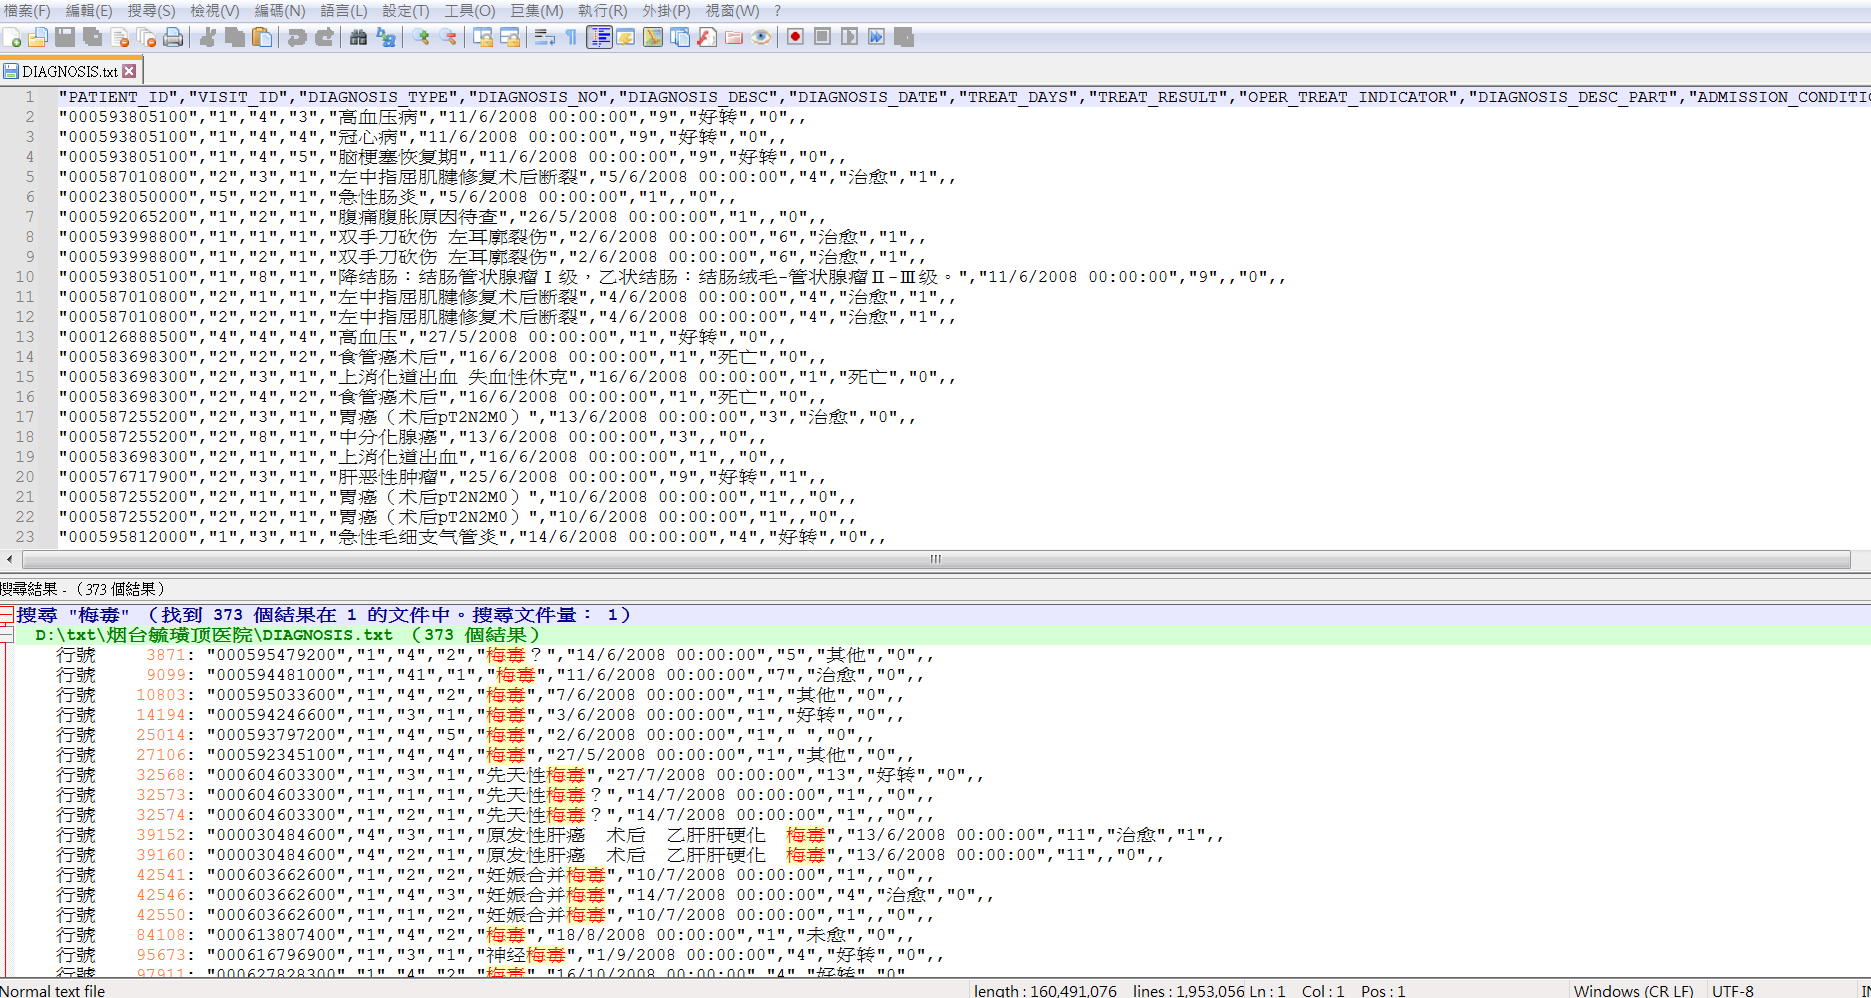 檔案(F) 編輯(E) 搜尋(S) 檢視(V) 編碼(N) 語言(L) 設定(T) 工具(O) 巨集(M) 執行(R) 外掛(P) 視窗(W) ?
DIAGNOSIS.txt
1 "PATIENT_ID","VISIT_ID","DIAGNOSIS_TYPE","DIAGNOSIS_NO","DIAGNOSIS_DESC","DIAGNOSIS_DATE","TREAT_DAYS","TREAT_RESULT","OPER_TREAT_INDICATOR","DIAGNOSIS_DESC_PART","ADMISSION_CONDITIO
2 "000593805100","1","4","3","高血压病","11/6/2008 00:00:00","9","好转","0",,
3 "000593805100","1","4","4","冠心病","11/6/2008 00:00:00","9","好转","0",,
4 "000593805100","1","4","5","脑梗塞恢复期","11/6/2008 00:00:00","9","好转","0",,
5 "000587010800","2","3","1","左中指屈肌腱修复术后断裂","5/6/2008 00:00:00","4","治愈","1",,
6 "000238050000","5","2","1","急性肠炎","5/6/2008 00:00:00","1",,"0",,
7 "000592065200","1","2","1","腹痛腹胀原因待查","26/5/2008 00:00:00","1",,"0",,
8 "000593998800","1","1","1","双手刀砍伤 左耳廓裂伤","2/6/2008 00:00:00","6","治愈","1",,
9 "000593998800","1","2","1","双手刀砍伤 左耳廓裂伤","2/6/2008 00:00:00","6","治愈","1",,
10 "000593805100","1","8","1","降结肠：结肠管状腺瘤Ⅰ级，乙状结肠：结肠绒毛-管状腺瘤Ⅱ-Ⅲ级。","11/6/2008 00:00:00","9",,"0",,
11 "000587010800","2","1","1","左中指屈肌腱修复术后断裂","4/6/2008 00:00:00","4","治愈","1",,
12 "000587010800","2","2","1","左中指屈肌腱修复术后断裂","4/6/2008 00:00:00","4","治愈","1",,
13 "000126888500","4","4","4","高血压","27/5/2008 00:00:00","1","好转","0",,
14 "000583698300","2","2","2","食管癌术后","16/6/2008 00:00:00","1","死亡","0",,
15 "000583698300","2","3","1","上消化道出血 失血性休克","16/6/2008 00:00:00","1","死亡","0",,
16 "000583698300","2","4","2","食管癌术后","16/6/2008 00:00:00","1","死亡","0",,
17 "000587255200","2","3","1","胃癌（术后pT2N2M0）","13/6/2008 00:00:00","3","治愈","0",,
18 "000587255200","2","8","1","中分化腺癌","13/6/2008 00:00:00","3",,"0",,
19 "000583698300","2","1","1","上消化道出血","16/6/2008 00:00:00","1",,"0",,
20 "000576717900","2","3","1","肝恶性肿瘤","25/6/2008 00:00:00","9","好转","1",,
21 "000587255200","2","1","1","胃癌（术后pT2N2M0）","10/6/2008 00:00:00","1",,"0",,
22 "000587255200","2","2","1","胃癌（术后pT2N2M0）","10/6/2008 00:00:00","1",,"0",,
23 "000595812000","1","3","1","急性毛细支气管炎","14/6/2008 00:00:00","4","好转","0",,
搜尋結果 - （373 個結果）
搜尋 "梅毒" （找到 373 個結果在 1 的文件中。搜尋文件量： 1）
D:\txt\烟台毓璜顶医院\DIAGNOSIS.txt （373 個結果）
行號 3871: "000595479200","1","4","2","梅毒？","14/6/2008 00:00:00","5","其他","0",,
行號 9099: "000594481000","1","41","1","梅毒","11/6/2008 00:00:00","7","治愈","0",,
行號 10803: "000595033600","1","4","2","梅毒","7/6/2008 00:00:00","1","其他","0",,
行號 14194: "000594246600","1","3","1","梅毒","3/6/2008 00:00:00","1","好转","0",,
行號 25014: "000593797200","1","4","5","梅毒","2/6/2008 00:00:00","1"," ","0",,
行號 27106: "000592345100","1","4","4","梅毒","27/5/2008 00:00:00","1","其他","0",,
行號 32568: "000604603300","1","3","1","先天性梅毒","27/7/2008 00:00:00","13","好转","0",,
行號 32573: "000604603300","1","1","1","先天性梅毒？","14/7/2008 00:00:00","1",,"0",,
行號 32574: "000604603300","1","2","1","先天性梅毒？","14/7/2008 00:00:00","1",,"0",,
行號 39152: "000030484600","4","3","1","原发性肝癌　术后　乙肝肝硬化　梅毒","13/6/2008 00:00:00","11","治愈","1",,
行號 39160: "000030484600","4","2","1","原发性肝癌　术后　乙肝肝硬化　梅毒","13/6/2008 00:00:00","11",,"0",,
行號 42541: "000603662600","1","2","2","妊娠合并梅毒","10/7/2008 00:00:00","1",,"0",,
行號 42546: "000603662600","1","4","3","妊娠合并梅毒","14/7/2008 00:00:00","4","治愈","0",,
行號 42550: "000603662600","1","1","2","妊娠合并梅毒","10/7/2008 00:00:00","1",,"0",,
行號 84108: "000613807400","1","4","2","梅毒","18/8/2008 00:00:00","1","未愈","0",,
行號 95673: "000616796900","1","3","1","神经梅毒","1/9/2008 00:00:00","4","好转","0",,
行號 97911: "000627828300","1","4","2","梅毒","16/10/2008 00:00:00","4","好转","0"
Normal text file length : 160,491,076 lines : 1,953,056 Ln : 1 Col : 1 Pos : 1 Windows (CR LF) UTF-8